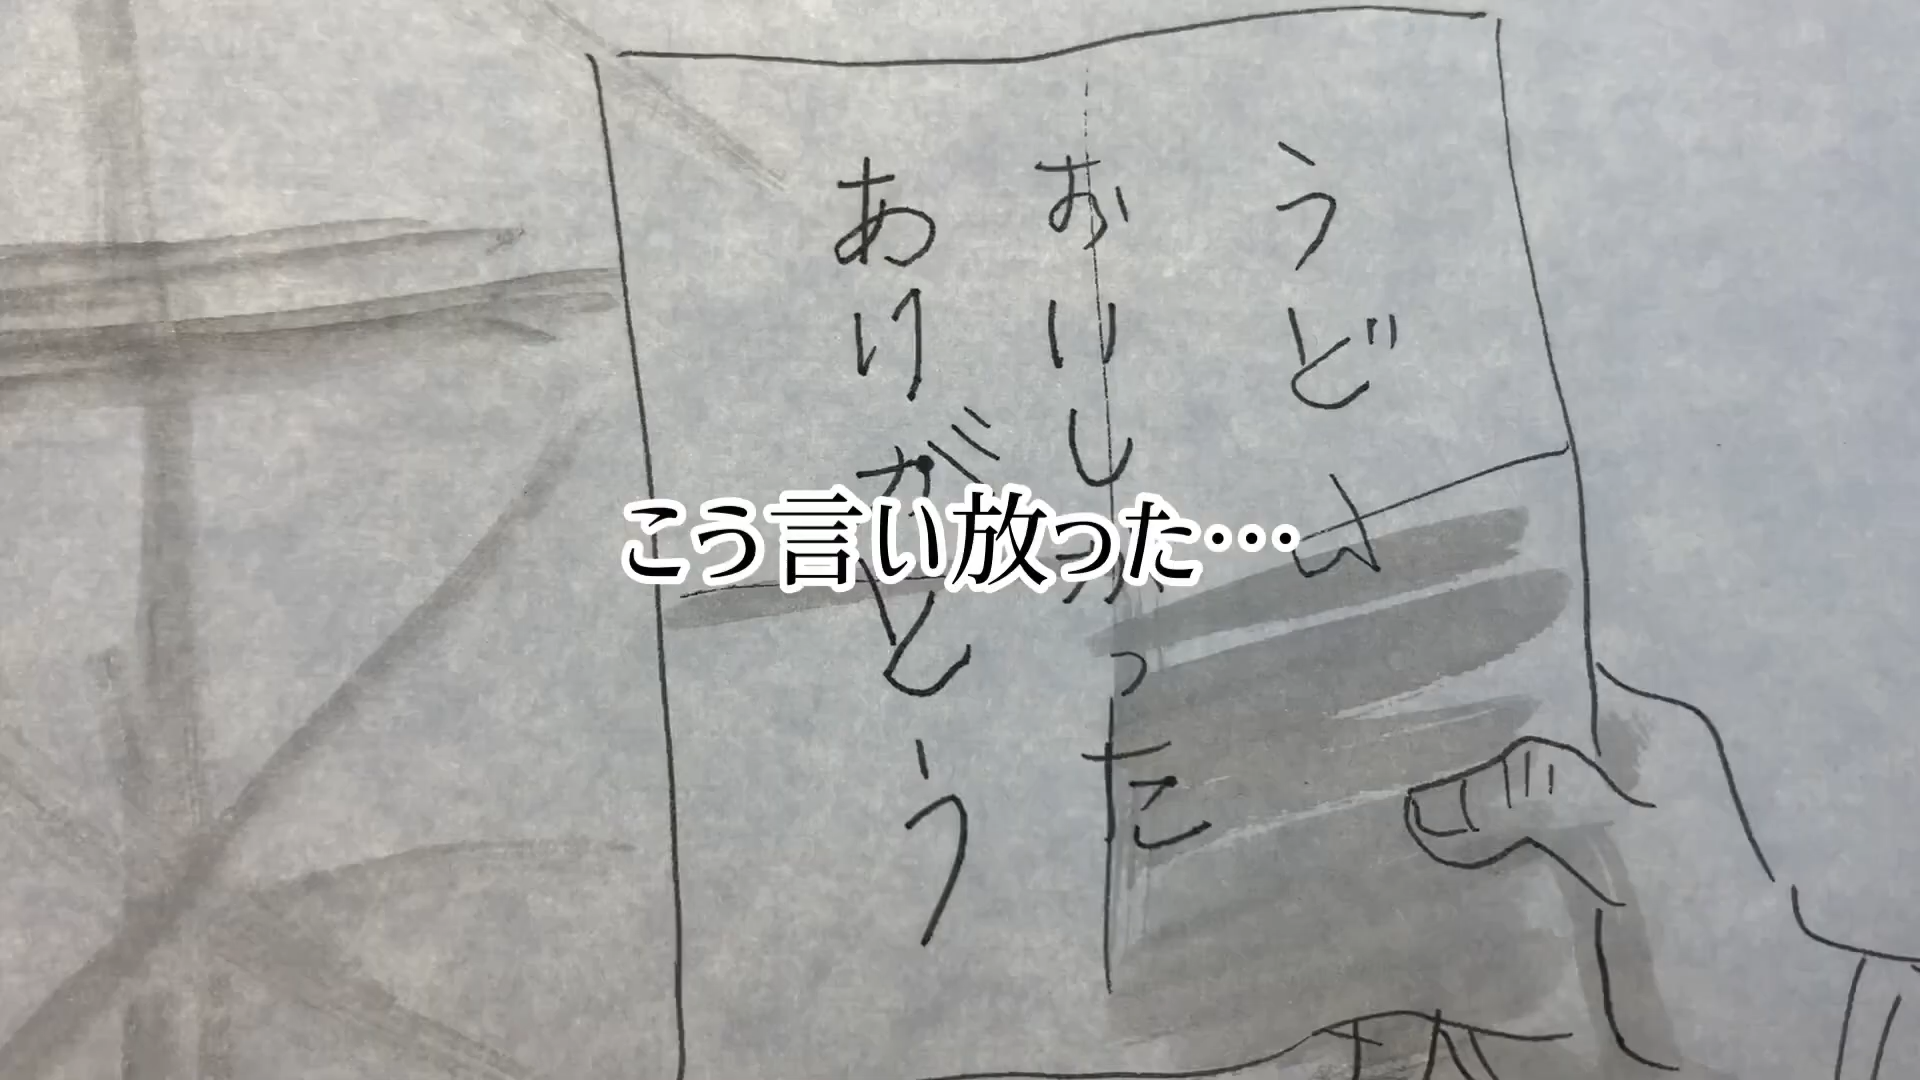 うどん
おいしかった
ありがとう
こう言い放った…